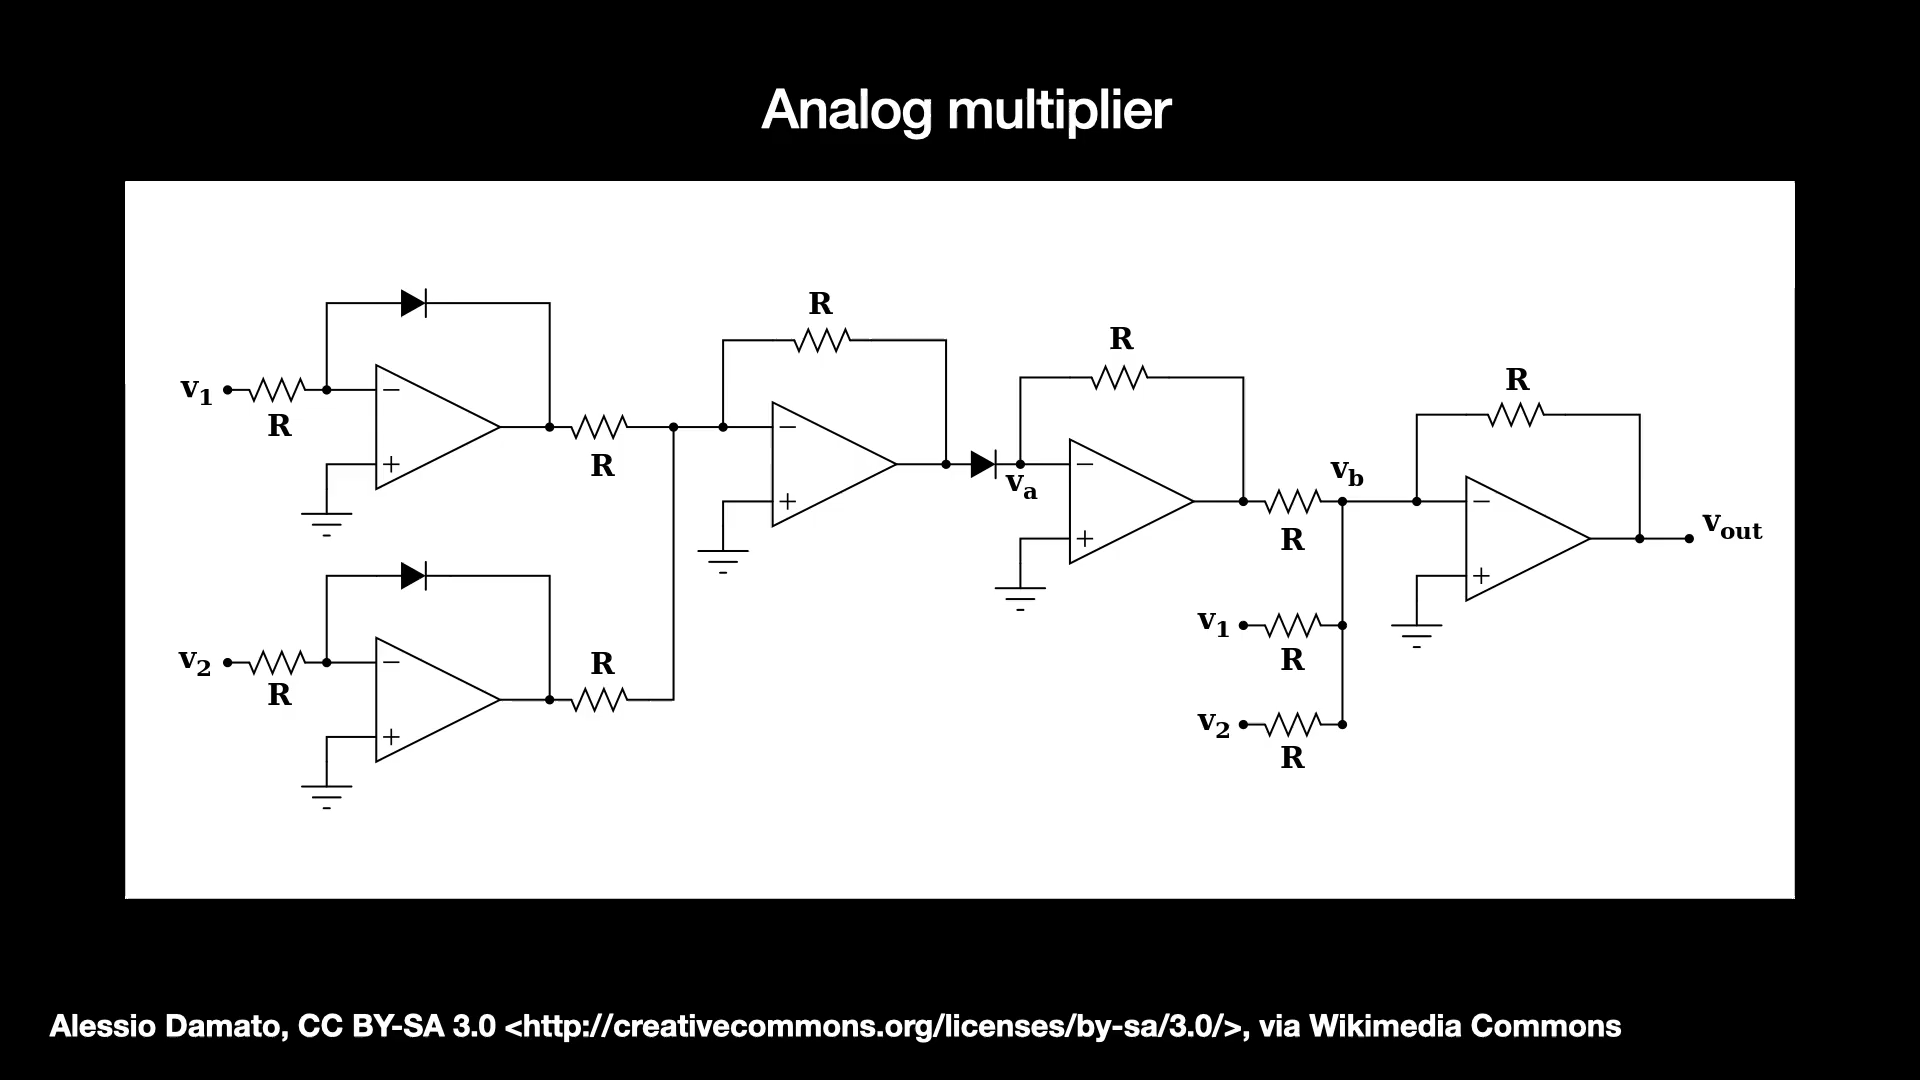 Analog multiplier
v1
R
R
R
v2
R
R
va
R
vb
R
v1
R
v2
R
R
vout
Alessio Damato, CC BY-SA 3.0 <http://creativecommons.org/licenses/by-sa/3.0/>, via Wikimedia Commons